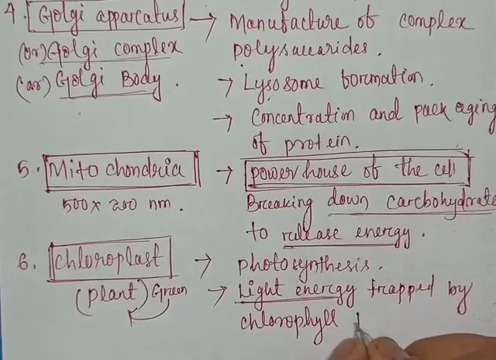 4. Golgi apparcatus → Manufacture of complex
(or) Golgi complex polysaccarides.
(or) Golgi Body. → Lysosome formation.
→ Concentration and packaging
of protein.
5. Mitochondria → power house of the cell
500 x 200 nm. Breaking down carbohydrate
to release energy.
6. chloroplast → photosynthesis.
(plant) Green → Light energy trapped by
chlorophyll